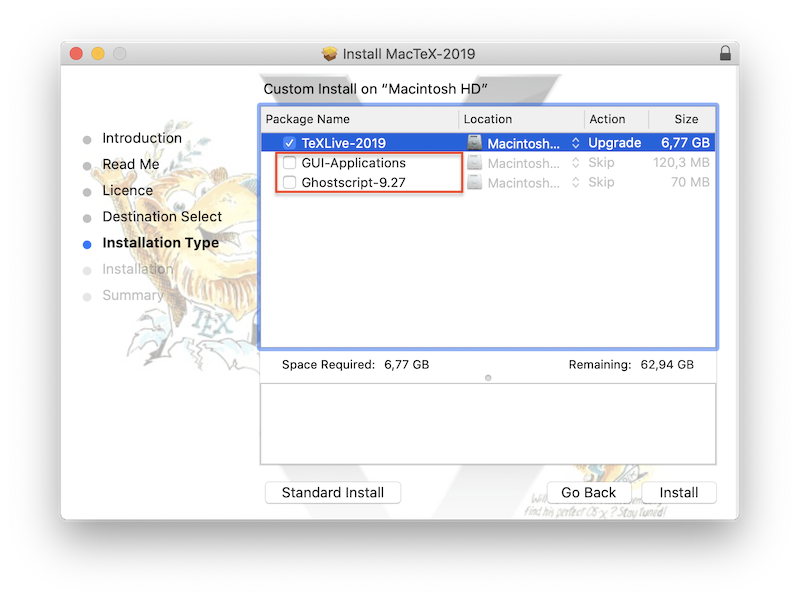 Install MacTeX-2019
Custom Install on “Macintosh HD”
Package Name Location Action Size
TeXLive-2019 Macintosh... Upgrade 6,77 GB
GUI-Applications Macintosh... Skip 120,3 MB
Ghostscript-9.27 Macintosh... Skip 70 MB
Introduction
Read Me
Licence
Destination Select
Installation Type
Installation
Summary
TEX
Space Required: 6,77 GB Remaining: 62,94 GB
Standard Install Go Back Install
find his perfect OS-X? Stay tuned!